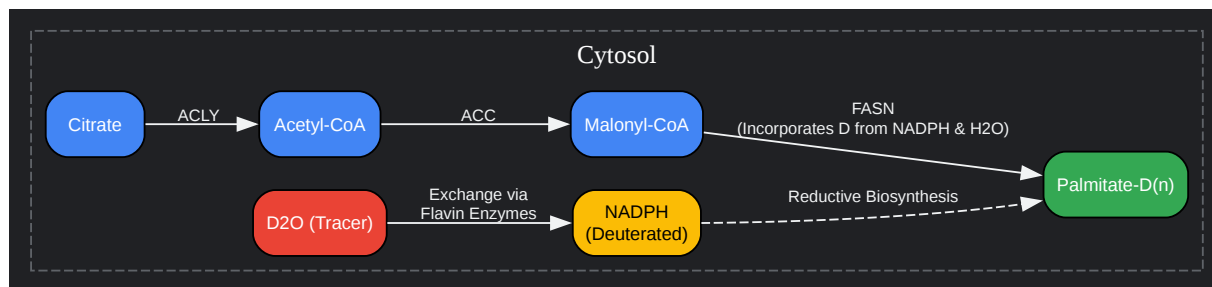 Cytosol
Citrate
ACLY
Acetyl-CoA
ACC
Malonyl-CoA
FASN
(Incorporates D from NADPH & H2O)
Palmitate-D(n)
D2O (Tracer)
Exchange via
Flavin Enzymes
NADPH
(Deuterated)
Reductive Biosynthesis